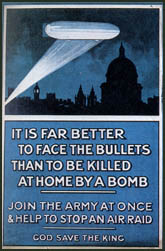 IT IS FAR BETTER
TO FACE THE BULLETS
THAN TO BE KILLED
AT HOME BY A BOMB
JOIN THE ARMY AT ONCE
& HELP TO STOP AN AIR RAID
GOD SAVE THE KING